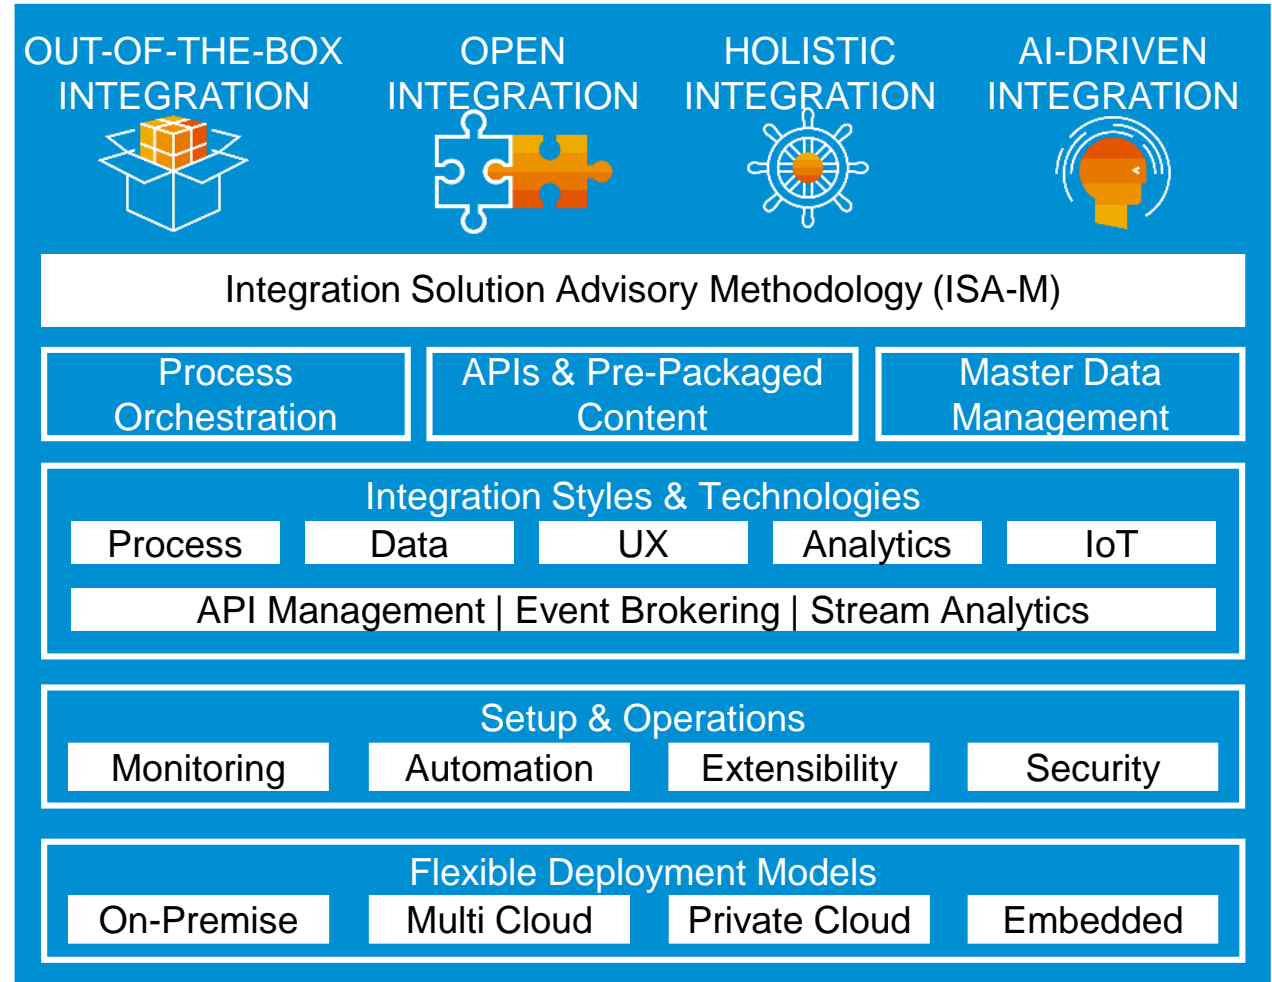 OUT-OF-THE-BOX
INTEGRATION
OPEN
INTEGRATION
HOLISTIC
INTEGRATION
AI-DRIVEN
INTEGRATION
Integration Solution Advisory Methodology (ISA-M)
Process
Orchestration
APIs & Pre-Packaged
Content
Master Data
Management
Integration Styles & Technologies
Process
Data
UX
Analytics
IoT
API Management | Event Brokering | Stream Analytics
Setup & Operations
Monitoring
Automation
Extensibility
Security
Flexible Deployment Models
On-Premise
Multi Cloud
Private Cloud
Embedded